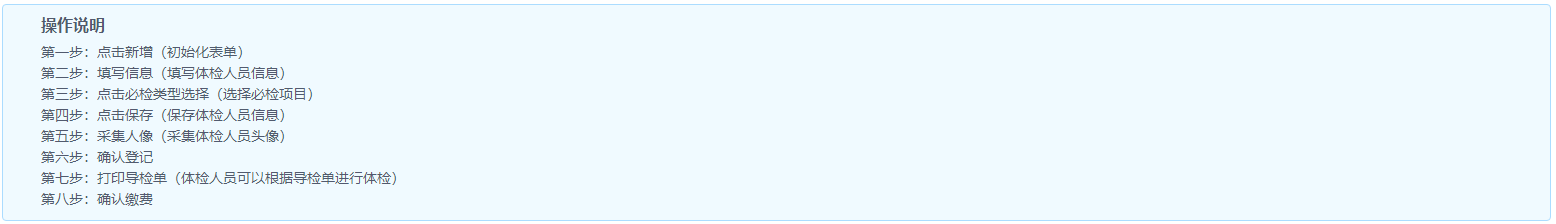 操作说明
第一步：点击新增（初始化表单）
第二步：填写信息（填写体检人员信息）
第三步：点击必检类型选择（选择必检项目）
第四步：点击保存（保存体检人员信息）
第五步：采集人像（采集体检人员头像）
第六步：确认登记
第七步：打印导检单（体检人员可以根据导检单进行体检）
第八步：确认缴费